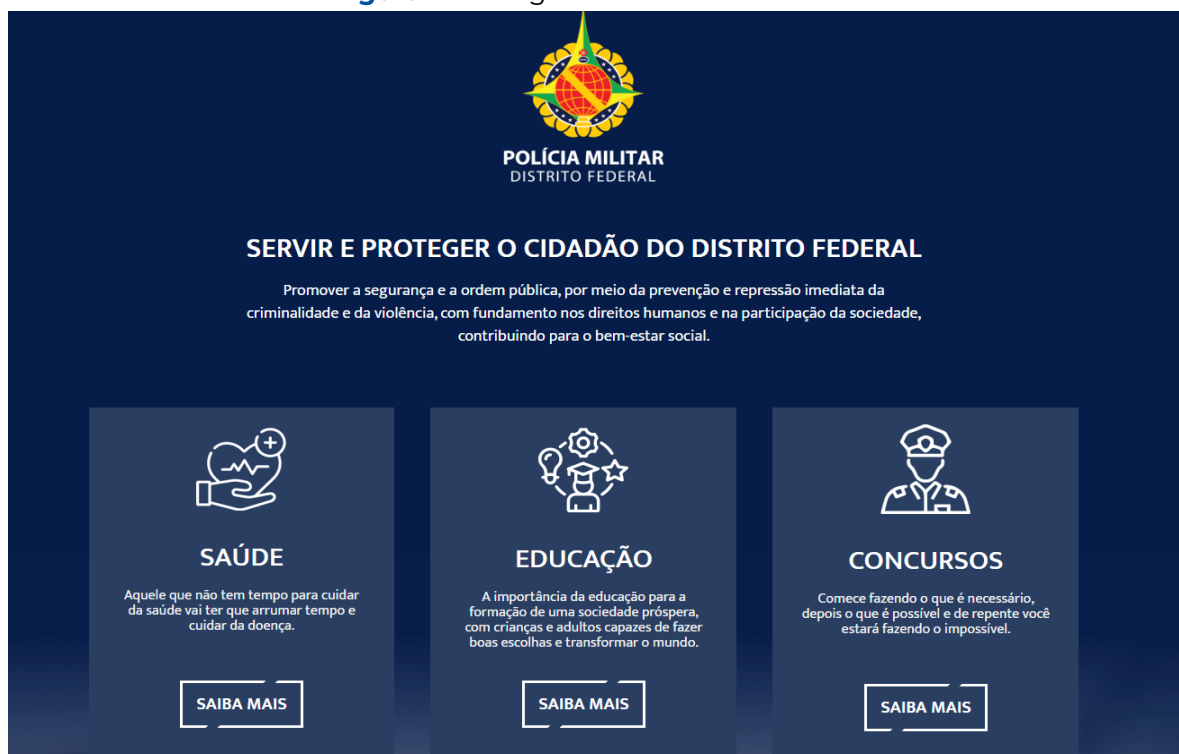 POLÍCIA MILITAR
DISTRITO FEDERAL
SERVIR E PROTEGER O CIDADÃO DO DISTRITO FEDERAL
Promover a segurança e a ordem pública, por meio da prevenção e repressão imediata da
criminalidade e da violência, com fundamento nos direitos humanos e na participação da sociedade,
contribuindo para o bem-estar social.
SAÚDE
Aquele que não tem tempo para cuidar
da saúde vai ter que arrumar tempo e
cuidar da doença.
SAIBA MAIS
EDUCAÇÃO
A importância da educação para a
formação de uma sociedade próspera,
com crianças e adultos capazes de fazer
boas escolhas e transformar o mundo.
SAIBA MAIS
CONCURSOS
Comece fazendo o que é necessário,
depois o que é possível e de repente você
estará fazendo o impossível.
SAIBA MAIS